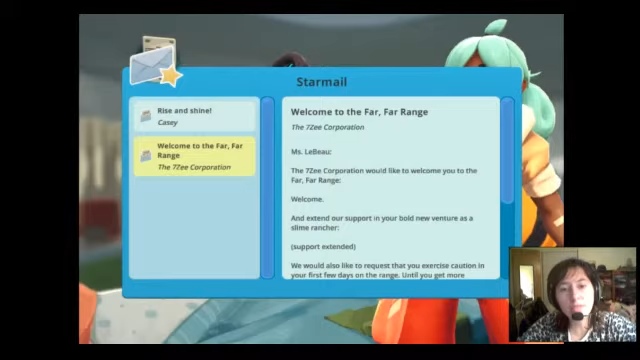 Starmail
Rise and shine!
Casey
Welcome to the Far, Far
Range
The 7Zee Corporation
Welcome to the Far, Far Range
The 7Zee Corporation
Ms. LeBeau:
The 7Zee Corporation would like to welcome you to the
Far, Far Range:
Welcome.
And extend our support in your bold new venture as a
slime rancher:
(support extended)
We would also like to request that you exercise caution in
your first few days on the range. Until you get more